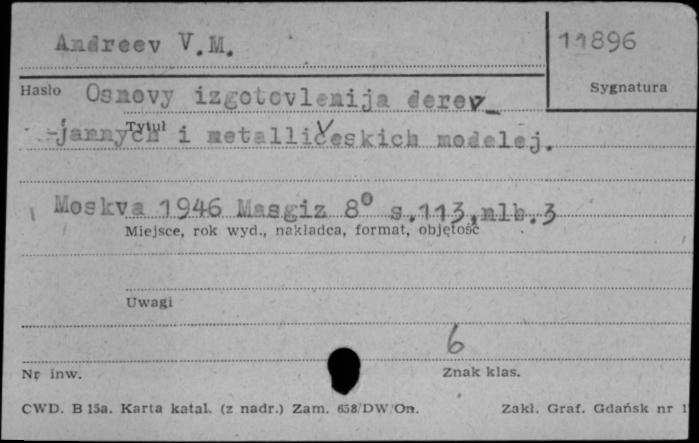 Andreev V.M.
11896
Hasło Osnovy izgotovlenija derev-
Sygnatura
-jannych i metalličeskich modelej.
Tytuł
Moskva 1946 Masgiz 8° s.113,nlb.3
Miejsce, rok wyd., nakładca, format, objętość
Uwagi
6
Nr inw.
Znak klas.
CWD. B 15a. Karta katal. (z nadr.) Zam. 658/DW/On.
Zakł. Graf. Gdańsk nr 1